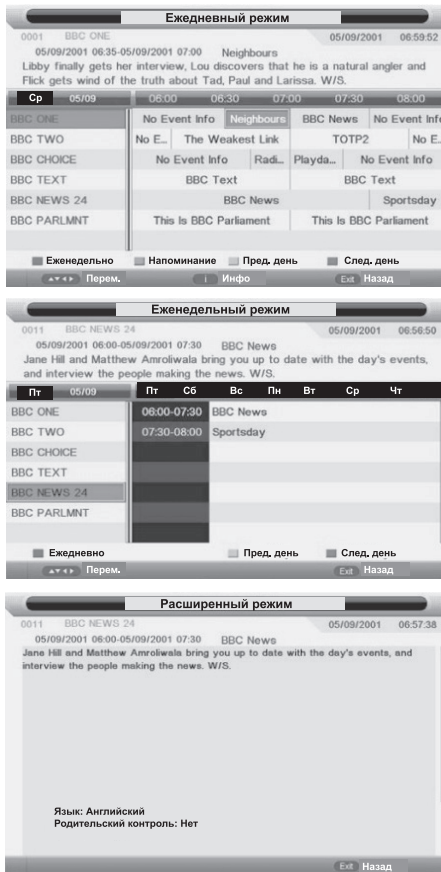 Ежедневный режим
0001 BBC ONE 05/09/2001 06:59:52
05/09/2001 06:35-05/09/2001 07:00 Neighbours
Libby finally gets her interview, Lou discovers that he is a natural angler and
Flick gets wind of the truth about Tad, Paul and Larissa. W/S.
Ср 05/09 06:00 06:30 07:00 07:30 08:00
BBC ONE No Event Info Neighbours BBC News No Event Inf
BBC TWO No E... The Weakest Link TOTP2 No E.
BBC CHOICE No Event Info Radi... Playda... No Event Info
BBC TEXT BBC Text BBC Text
BBC NEWS 24 BBC News Sportsday
BBC PARLMNT This Is BBC Parliament This Is BBC Parliament
Еженедельно Напоминание Пред. день След. день
Перем. i Инфо Exit Назад
Еженедельный режим
0011 BBC NEWS 24 05/09/2001 06:56:50
05/09/2001 06:00-05/09/2001 07:30 BBC News
Jane Hill and Matthew Amroliwala bring you up to date with the day's events,
and interview the people making the news. W/S.
Пт 05/09 Пт Сб Вс Пн Вт Ср Чт
BBC ONE 06:00-07:30 BBC News
BBC TWO 07:30-08:00 Sportsday
BBC CHOICE
BBC TEXT
BBC NEWS 24
BBC PARLMNT
Ежедневно Пред. день След. день
Перем. Exit Назад
Расширенный режим
0011 BBC NEWS 24 05/09/2001 06:57:38
05/09/2001 06:00-05/09/2001 07:30 BBC News
Jane Hill and Matthew Amroliwala bring you up to date with the day's events, and
interview the people making the news. W/S.
Язык: Английский
Родительский контроль: Нет
Exit Назад